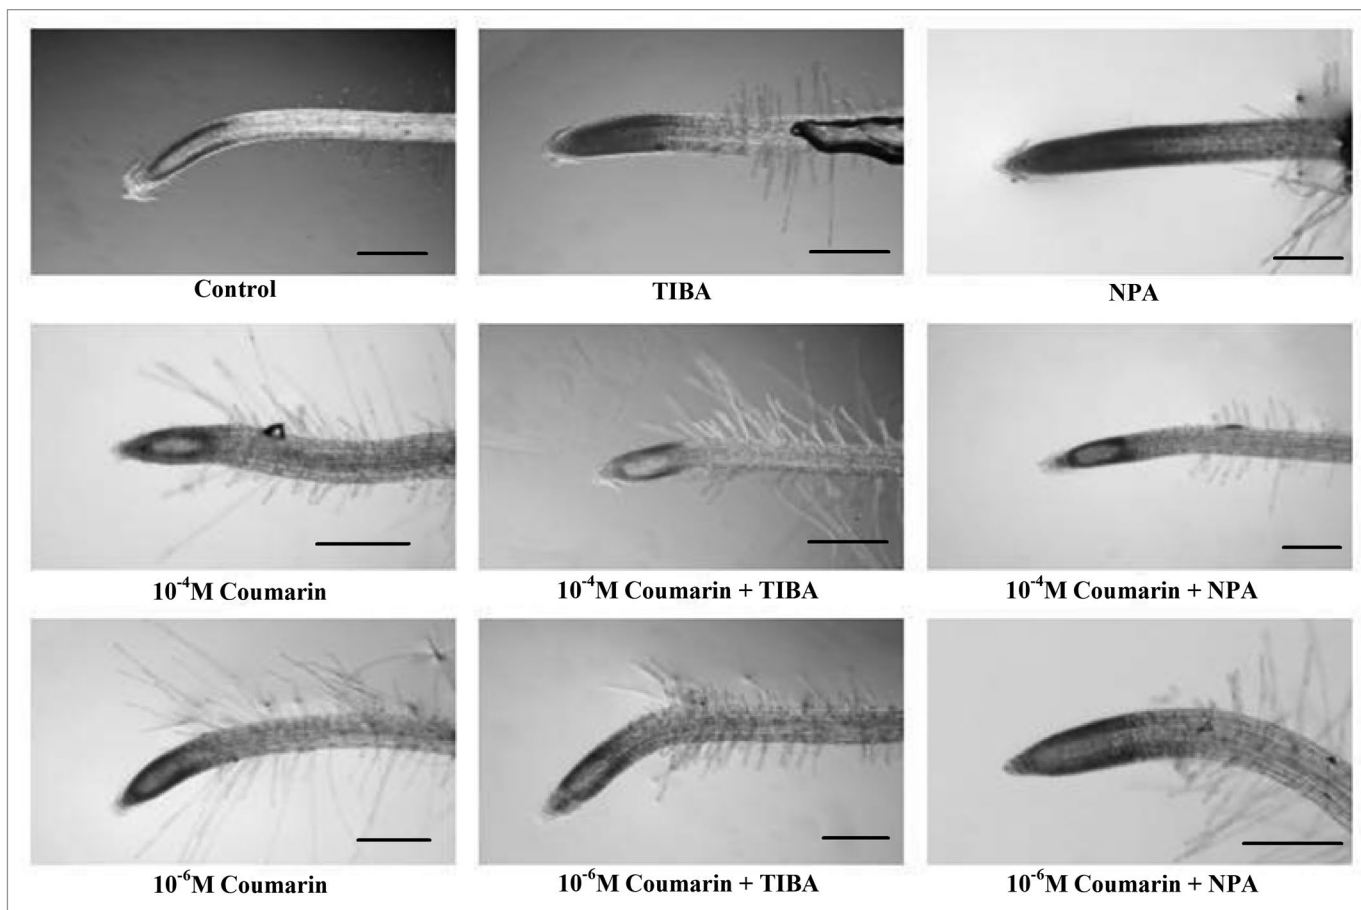 Control
TIBA
NPA
10⁻⁴M Coumarin
10⁻⁴M Coumarin + TIBA
10⁻⁴M Coumarin + NPA
10⁻⁶M Coumarin
10⁻⁶M Coumarin + TIBA
10⁻⁶M Coumarin + NPA